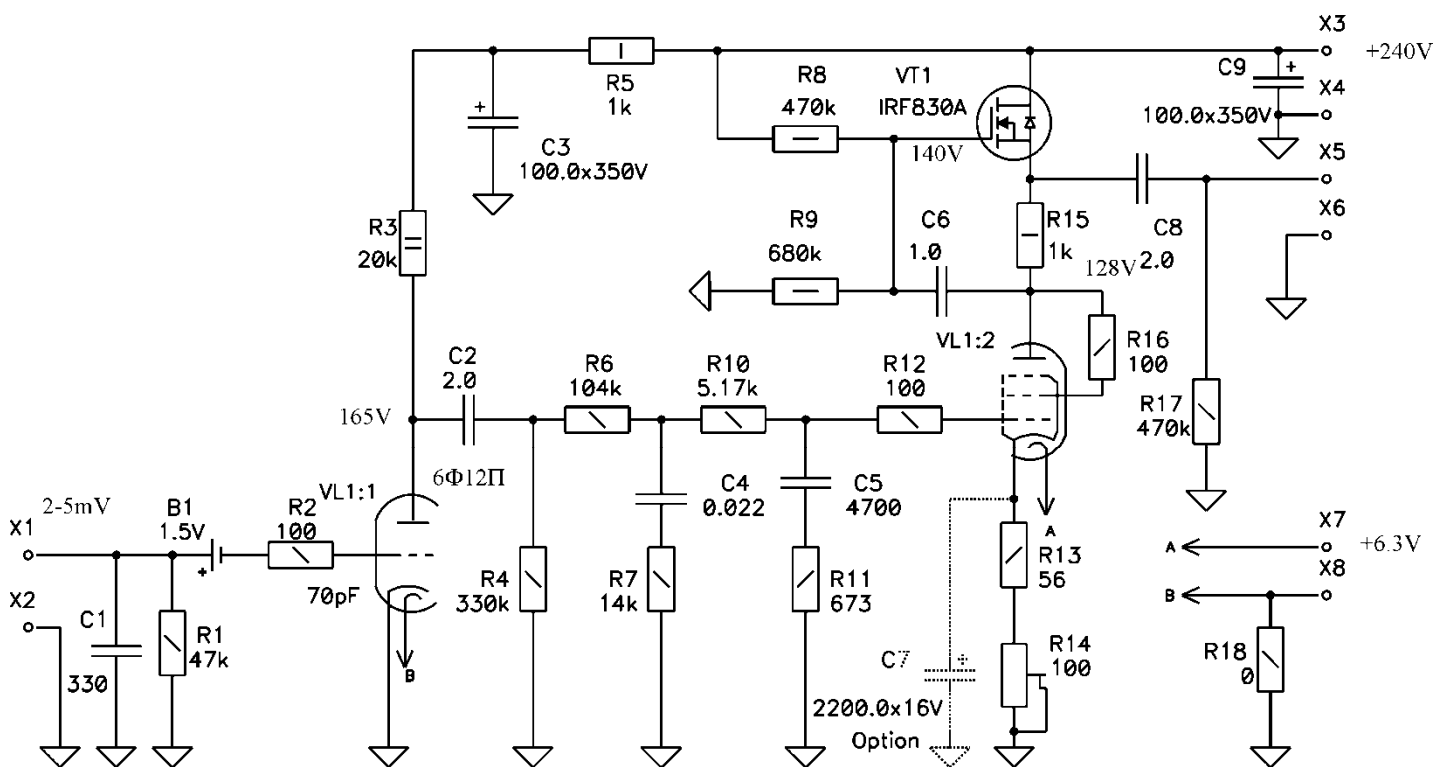 X3
+240V
R5
1k
R8
470k
VT1
IRF830A
C9
+
X4
100.0x350V
+
C3
100.0x350V
140V
X5
R3
20k
R9
680k
C6
1.0
R15
1k
C8
2.0
X6
128V
VL1:2
R16
100
C2
2.0
R6
104k
R10
5.17k
R12
100
165V
R17
470k
6Ф12П
VL1:1
C4
0.022
C5
4700
2-5mV
X1
B1
1.5V
+
R2
100
A
X7
+6.3V
A
R13
56
X8
B
X2
70pF
R4
330k
R7
14k
R11
673
C1
330
R1
47k
B
C7
+
2200.0x16V
Option
R14
100
R18
0